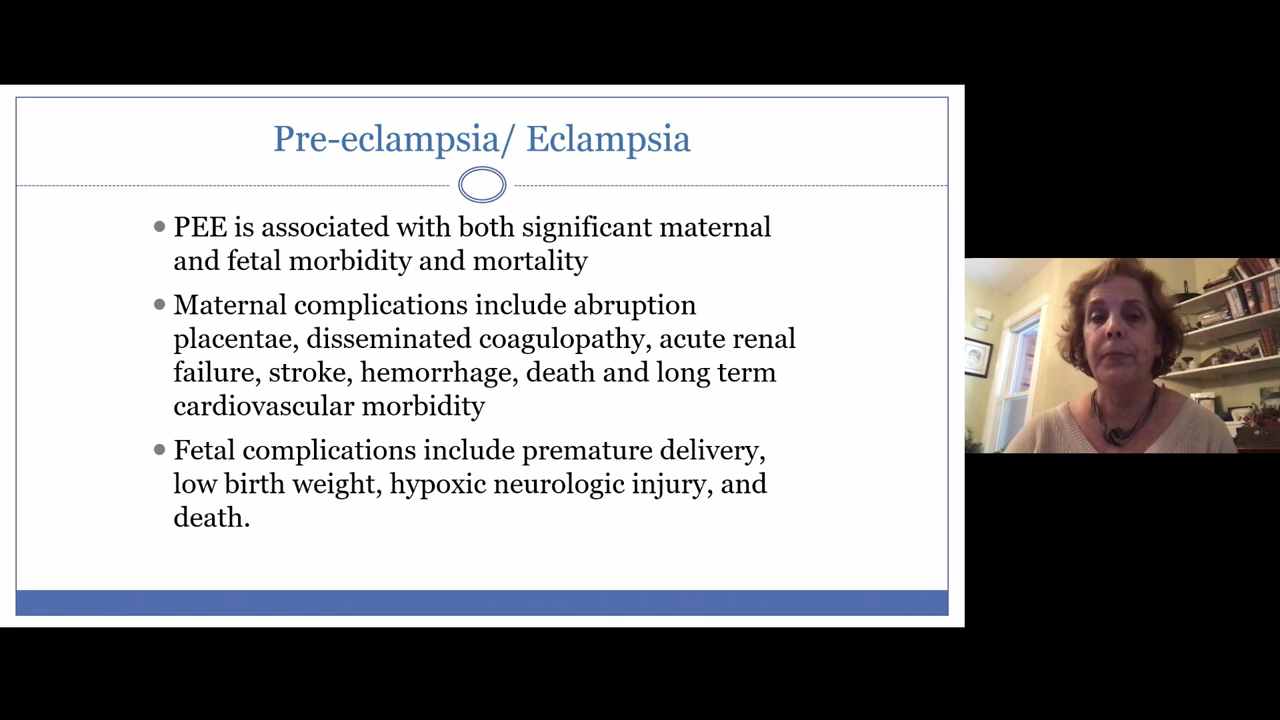 Pre-eclampsia/ Eclampsia
PEE is associated with both significant maternal
and fetal morbidity and mortality
Maternal complications include abruption
placentae, disseminated coagulopathy, acute renal
failure, stroke, hemorrhage, death and long term
cardiovascular morbidity
Fetal complications include premature delivery,
low birth weight, hypoxic neurologic injury, and
death.